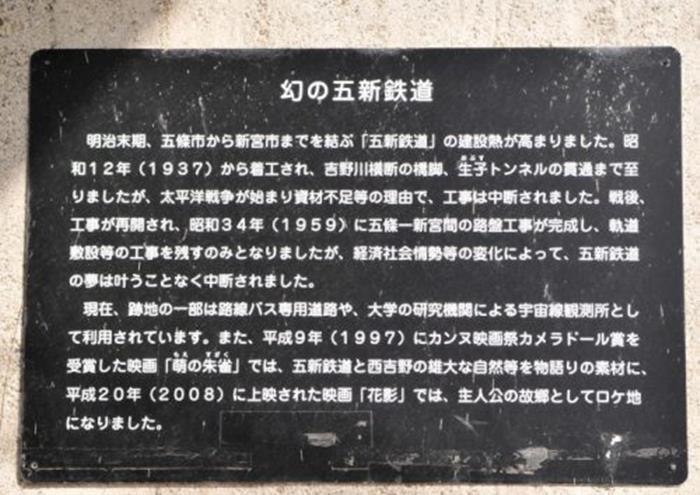 幻の五新鉄道
明治末期、五條市から新宮市までを結ぶ「五新鉄道」の建設熱が高まりました。昭
和12年（1937）から着工され、吉野川横断の橋脚、生子トンネルの貫通まで至
りましたが、太平洋戦争が始まり資材不足等の理由で、工事は中断されました。戦後、
工事が再開され、昭和34年（1959）に五條ー新宮間の路盤工事が完成し、軌道
敷設等の工事を残すのみとなりましたが、経済社会情勢等の変化によって、五新鉄道
の夢は叶うことなく中断されました。
現在、跡地の一部は路線バス専用道路や、大学の研究機関による宇宙線観測所とし
て利用されています。また、平成9年（1997）にカンヌ映画祭カメラドール賞を
受賞した映画「萌の朱雀」では、五新鉄道と西吉野の雄大な自然等を物語りの素材に、
平成20年（2008）に上映された映画「花影」では、主人公の故郷としてロケ地
になりました。